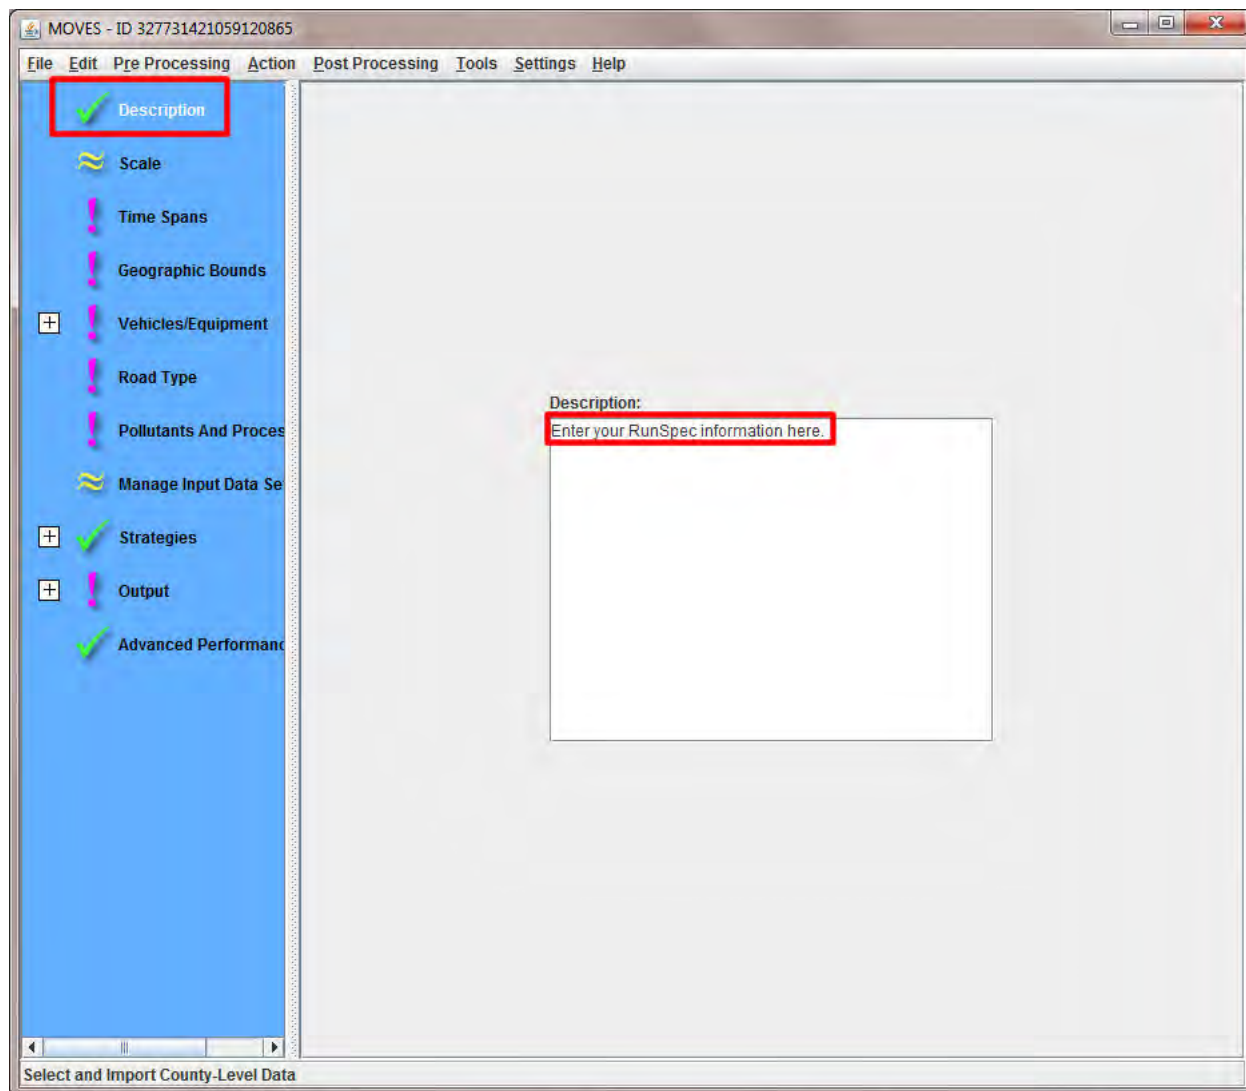 MOVES - ID 327731421059120865
File Edit Pre Processing Action Post Processing Tools Settings Help
Description
Scale
Time Spans
Geographic Bounds
Vehicles/Equipment
Road Type
Pollutants And Proces
Manage Input Data Se
Strategies
Output
Advanced Performanc
Description:
Enter your RunSpec information here.
Select and Import County-Level Data